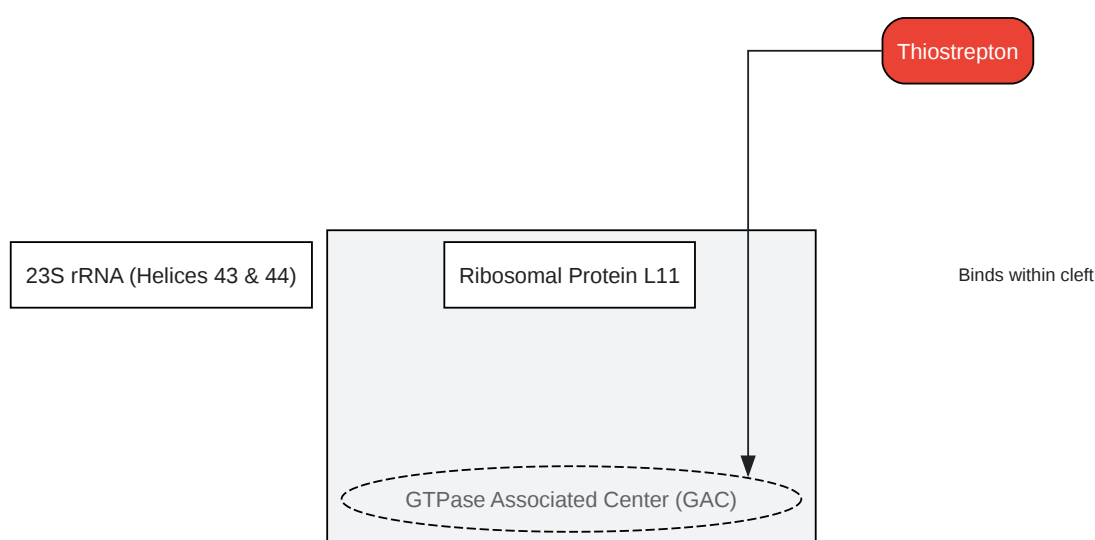 Thiostrepton
23S rRNA (Helices 43 & 44)
Ribosomal Protein L11
Binds within cleft
GTPase Associated Center (GAC)